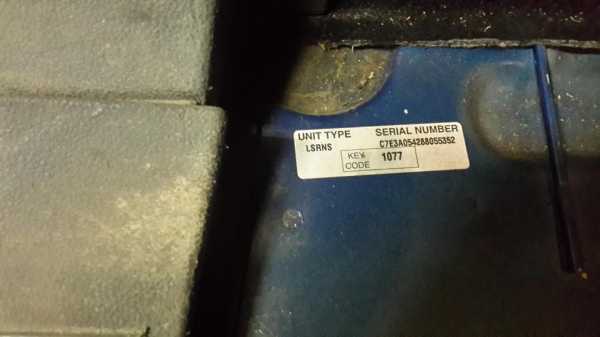 UNIT TYPE SERIAL NUMBER
LSRNS C7E3A054288055352
KEY CODE 1077